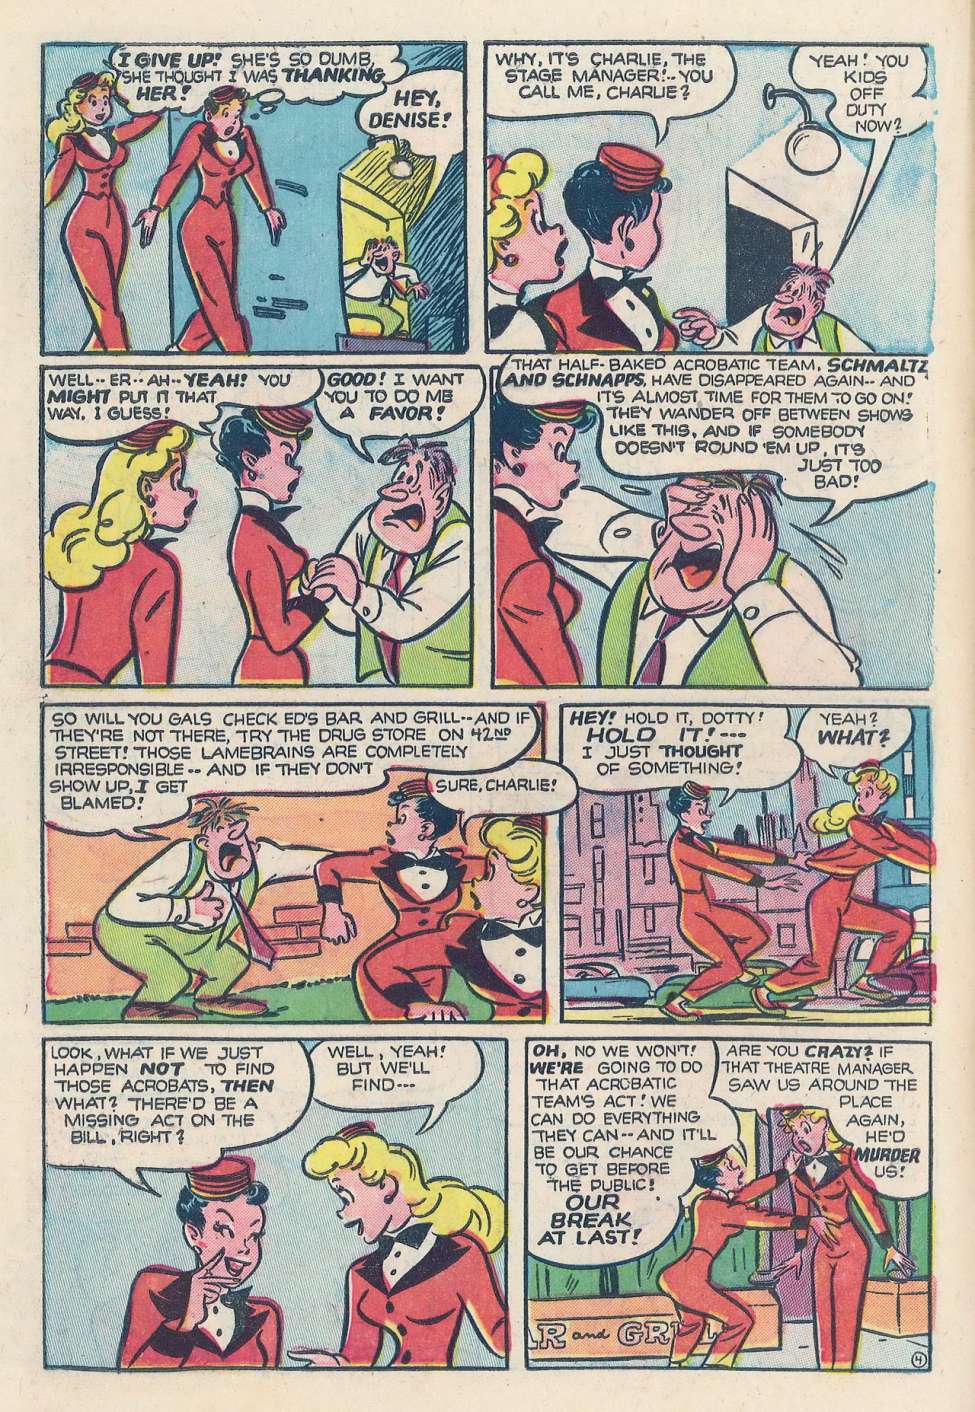 I GIVE UP! SHE'S SO DUMB,
SHE THOUGHT I WAS THANKING
HER!
HEY,
DENISE!
WHY, IT'S CHARLIE, THE
STAGE MANAGER!--YOU
CALL ME, CHARLIE?
YEAH! YOU
KIDS
OFF
DUTY
NOW?
WELL--ER--AH--YEAH! YOU
MIGHT PUT IT THAT
WAY, I GUESS!
GOOD! I WANT
YOU TO DO ME
A FAVOR!
THAT HALF-BAKED ACROBATIC TEAM, SCHMALTZ
AND SCHNAPPS, HAVE DISAPPEARED AGAIN--AND
IT'S ALMOST TIME FOR THEM TO GO ON!
THEY WANDER OFF BETWEEN SHOWS
LIKE THIS, AND IF SOMEBODY
DOESN'T ROUND 'EM UP, IT'S
JUST TOO
BAD!
SO WILL YOU GALS CHECK ED'S BAR AND GRILL--AND IF
THEY'RE NOT THERE, TRY THE DRUG STORE ON 42ND
STREET! THOSE LAMEBRAINS ARE COMPLETELY
IRRESPONSIBLE--AND IF THEY DON'T
SHOW UP, I GET
BLAMED!
SURE, CHARLIE!
HEY! HOLD IT, DOTTY!
HOLD IT!---
I JUST THOUGHT
OF SOMETHING!
YEAH?
WHAT?
LOOK, WHAT IF WE JUST
HAPPEN NOT TO FIND
THOSE ACROBATS, THEN
WHAT? THERE'D BE A
MISSING ACT ON THE
BILL, RIGHT?
WELL, YEAH!
BUT WE'LL
FIND---
OH, NO WE WON'T!
WE'RE GOING TO DO
THAT ACROBATIC
TEAM'S ACT! WE
CAN DO EVERYTHING
THEY CAN--AND IT'LL
BE OUR CHANCE
TO GET BEFORE
THE PUBLIC!
OUR
BREAK
AT LAST!
ARE YOU CRAZY? IF
THAT THEATRE MANAGER
SAW US AROUND THE
PLACE
AGAIN,
HE'D
MURDER
US!
AR and GRILL
4